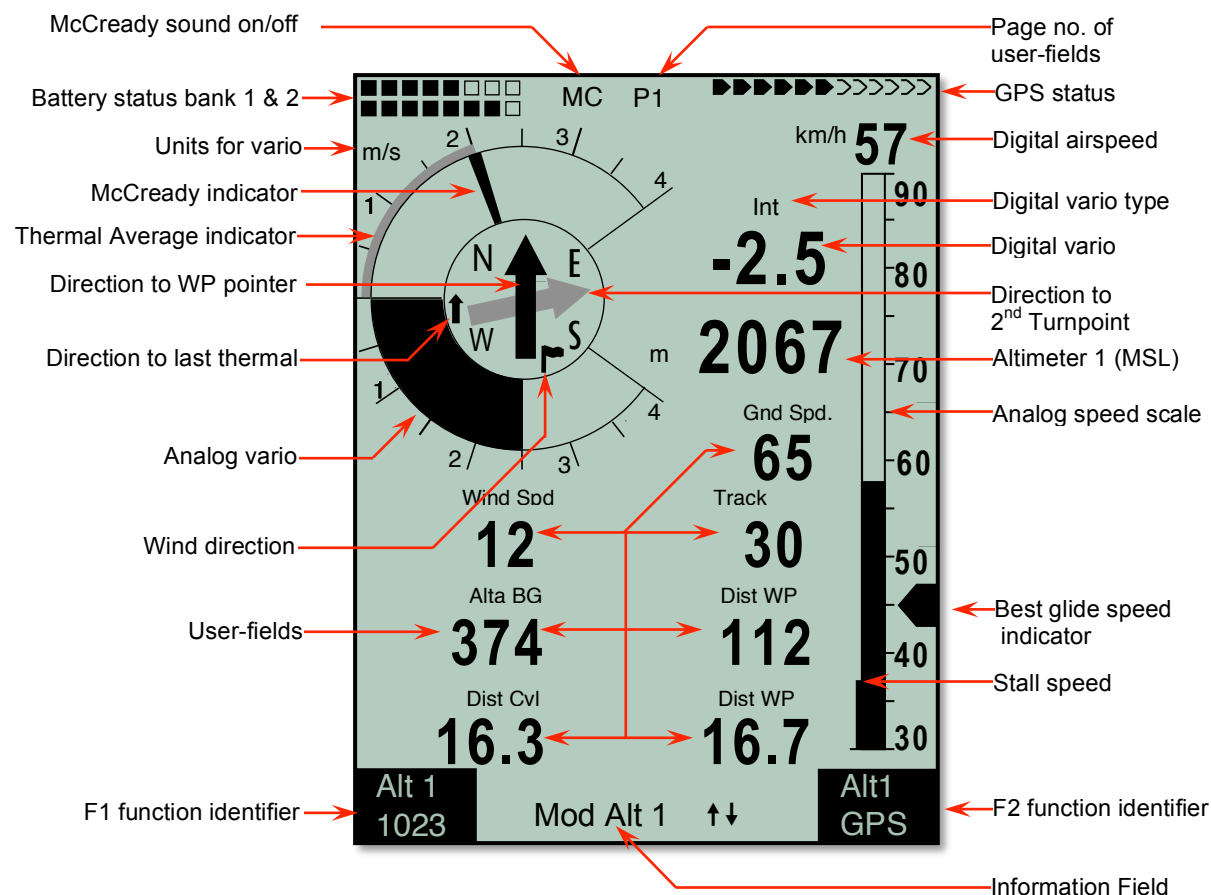 McCready sound on/off
Page no. of
user-fields
Battery status bank 1 & 2
MC P1
GPS status
Units for vario
m/s
2
3
km/h 57
Digital airspeed
McCready indicator
1
4
Int
90
Digital vario type
Thermal Average indicator
-2.5
Digital vario
N
E
80
Direction to WP pointer
Direction to
2nd Turnpoint
W
S
Direction to last thermal
m
2067
Altimeter 1 (MSL)
70
1
4
Gnd Spd.
Analog speed scale
Analog vario
2
3
65
60
Wind Spd
Track
Wind direction
12
30
50
Alta BG
Dist WP
Best glide speed
indicator
User-fields
374
112
40
Stall speed
Dist Cvl
Dist WP
16.3
16.7
30
Alt 1
Alt1
F1 function identifier
1023
Mod Alt 1
GPS
F2 function identifier
Information Field